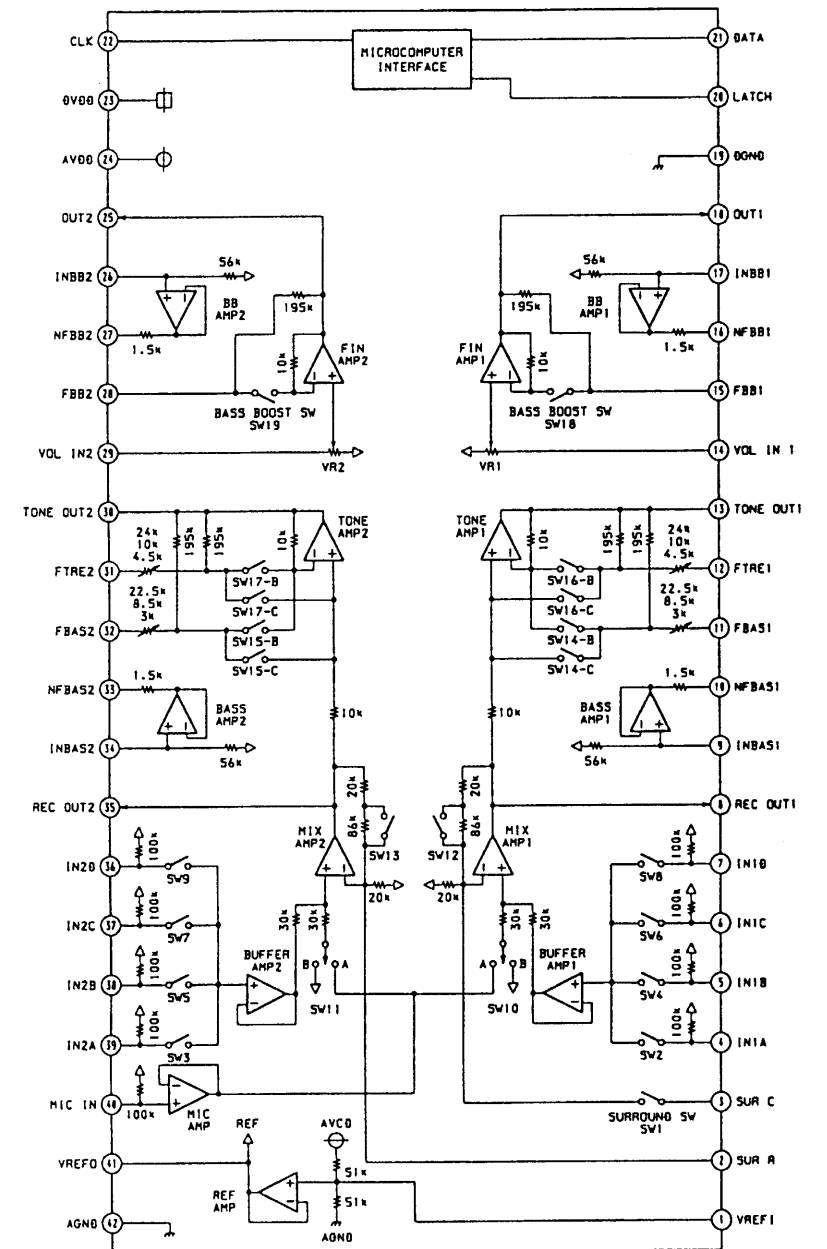 CLK 22
MICROCOMPUTER
INTERFACE
21 DATA
20 LATCH
DVDD 23
AVDD 24
19 DGND
OUT2 25
18 OUT1
INBB2 26
56k
BB
AMP2
NFBB2 27
1.5k
195k
10k
FIN
AMP2
FBB2 28
BASS BOOST SW
SW19
VOL IN2 29
VR2
56k
17 INBB1
BB
AMP1
16 NFBB1
1.5k
195k
10k
FIN
AMP1
15 FBB1
BASS BOOST SW
SW18
14 VOL IN 1
VR1
TONE OUT2 30
24k
10k
4.5k
195k
195k
10k
TONE
AMP2
FTRE2 31
SW17-B
SW17-C
22.5k
8.5k
3k
FBAS2 32
SW15-B
SW15-C
NFBAS2 33
1.5k
BASS
AMP2
INBAS2 34
56k
10k
13 TONE OUT1
24k
10k
4.5k
195k
195k
10k
TONE
AMP1
12 FTRE1
SW16-B
SW16-C
22.5k
8.5k
3k
11 FBAS1
SW14-B
SW14-C
10 NFBAS1
1.5k
BASS
AMP1
9 INBAS1
56k
10k
REC OUT2 35
20k
86k
SW13
MIX
AMP2
20k
8 REC OUT1
20k
86k
SW12
MIX
AMP1
20k
IN2D 36
100k
SW9
IN2C 37
100k
SW7
IN2B 38
100k
SW5
IN2A 39
100k
SW3
BUFFER
AMP2
30k
30k
B
A
SW11
7 IN1D
100k
SW8
6 IN1C
100k
SW6
5 IN1B
100k
SW4
4 IN1A
100k
SW2
BUFFER
AMP1
30k
30k
A
B
SW10
MIC IN 40
100k
MIC
AMP
3 SUR C
SURROUND SW
SW1
REF
AVCD
VREFO 41
51k
51k
REF
AMP
AGND
2 SUR A
AGND 42
1 VREFI